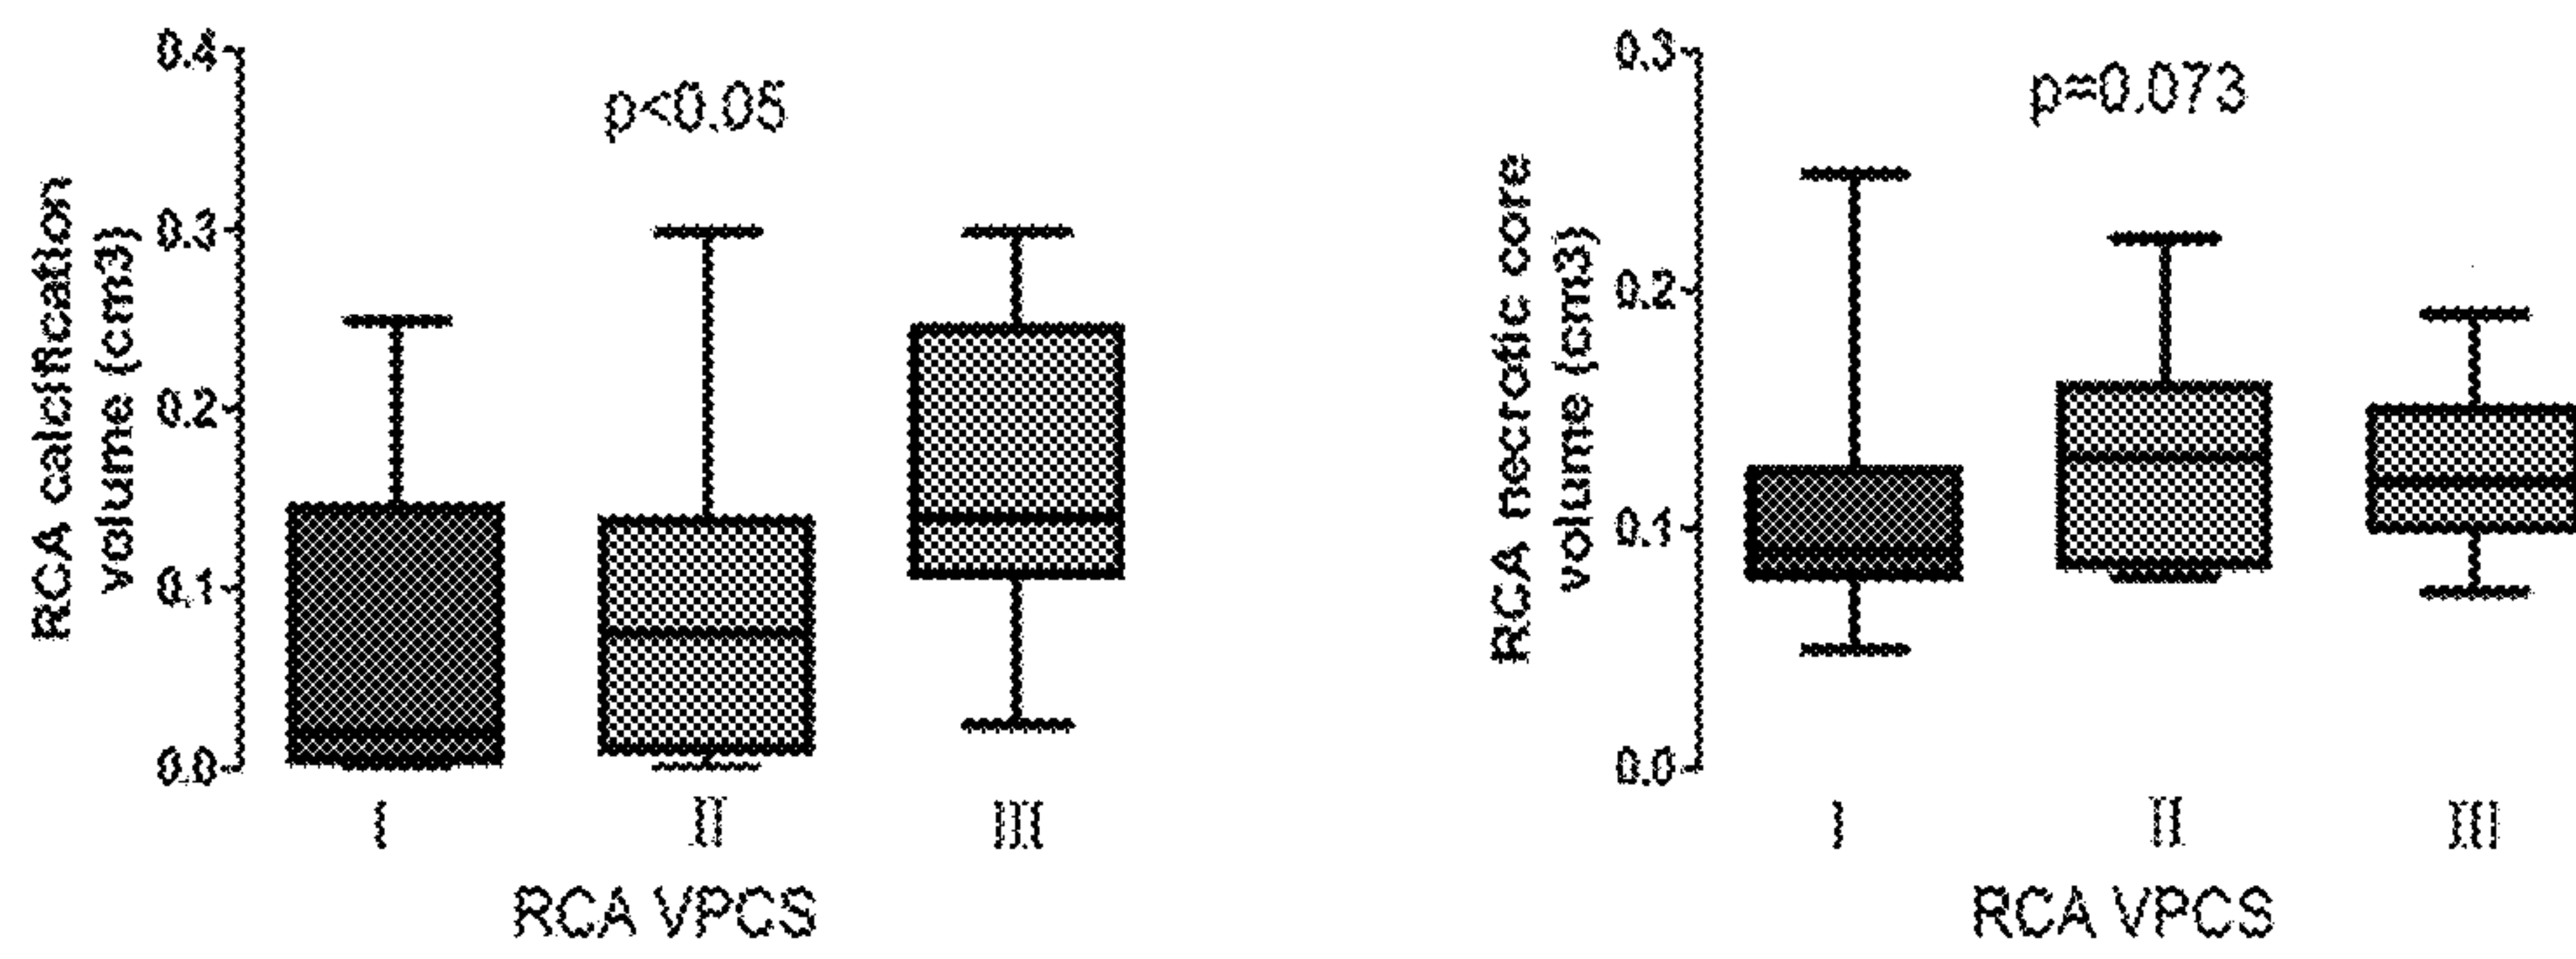 RCA calcification
volume (cm3)
0.4
0.3
0.2
0.1
0.0
p<0.05
I
II
III
RCA VPCS
RCA necrotic core
volume (cm3)
0.3
0.2
0.1
0.0
p=0.073
I
II
III
RCA VPCS